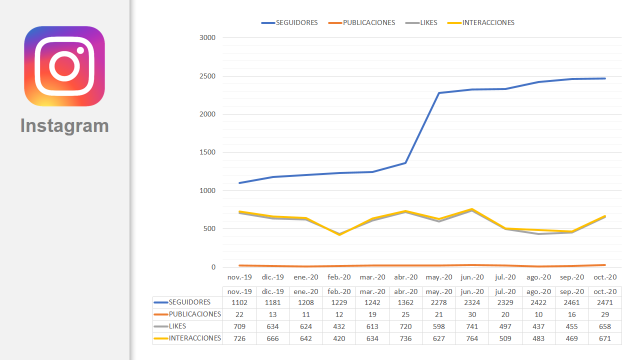 SEGUIDORES PUBLICACIONES LIKES INTERACCIONES
Instagram
3000
2500
2000
1500
1000
500
0
nov.-19 dic.-19 ene.-20 feb.-20 mar.-20 abr.-20 may.-20 jun.-20 jul.-20 ago.-20 sep.-20 oct.-20
nov.-19 dic.-19 ene.-20 feb.-20 mar.-20 abr.-20 may.-20 jun.-20 jul.-20 ago.-20 sep.-20 oct.-20
SEGUIDORES 1102 1181 1208 1229 1242 1362 2278 2324 2329 2422 2461 2471
PUBLICACIONES 22 13 11 12 19 25 21 30 20 10 16 29
LIKES 709 634 624 432 613 720 598 741 497 437 455 658
INTERACCIONES 726 666 642 420 634 736 627 764 509 483 469 671